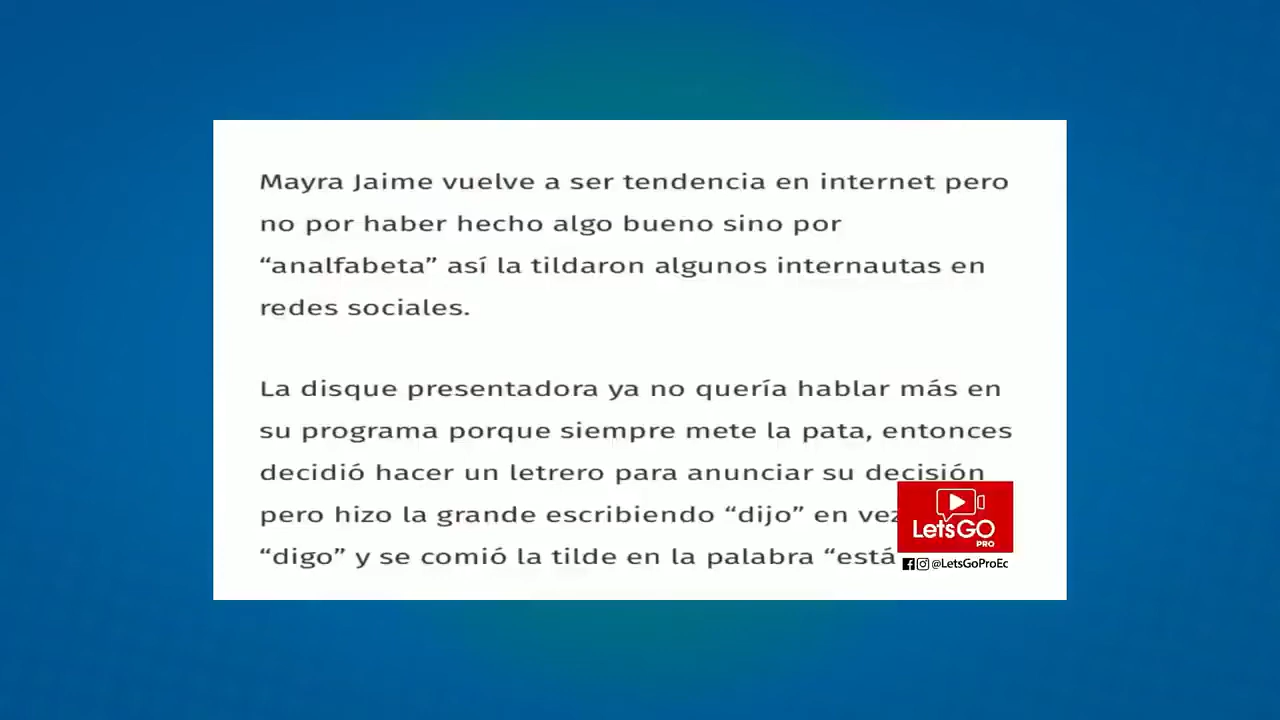 Mayra Jaime vuelve a ser tendencia en internet pero
no por haber hecho algo bueno sino por
“analfabeta” así la tildaron algunos internautas en
redes sociales.
La disque presentadora ya no quería hablar más en
su programa porque siempre mete la pata, entonces
decidió hacer un letrero para anunciar su decisión
pero hizo la grande escribiendo “dijo” en vez
“digo” y se comió la tilde en la palabra “está
LetsGO
PRO
@LetsGoProEc